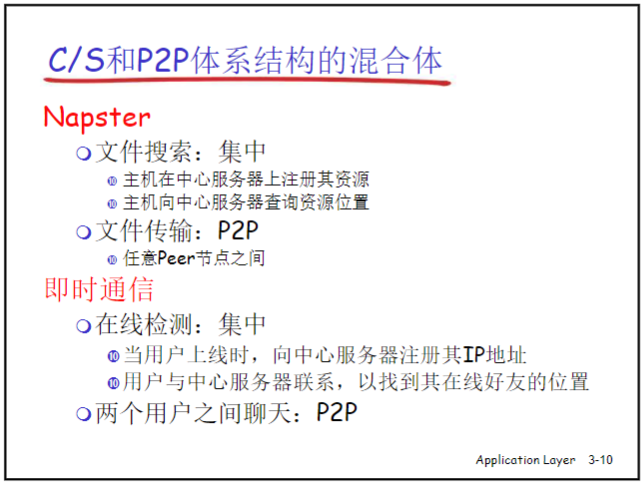 C/S和P2P体系结构的混合体
Napster
文件搜索：集中
主机在中心服务器上注册其资源
主机向中心服务器查询资源位置
文件传输：P2P
任意Peer节点之间
即时通信
在线检测：集中
当用户上线时，向中心服务器注册其IP地址
用户与中心服务器联系，以找到其在线好友的位置
两个用户之间聊天：P2P
Application Layer 3-10